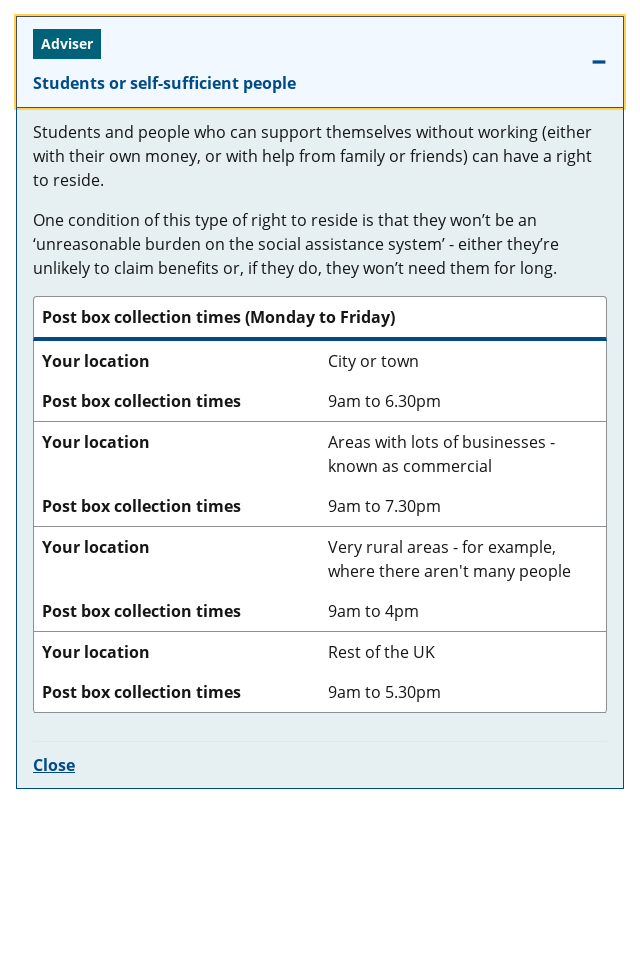 Adviser
Students or self-sufficient people
Students and people who can support themselves without working (either
with their own money, or with help from family or friends) can have a right
to reside.
One condition of this type of right to reside is that they won’t be an
‘unreasonable burden on the social assistance system’ - either they’re
unlikely to claim benefits or, if they do, they won’t need them for long.
Post box collection times (Monday to Friday)
Your location City or town
Post box collection times 9am to 6.30pm
Your location Areas with lots of businesses -
known as commercial
Post box collection times 9am to 7.30pm
Your location Very rural areas - for example,
where there aren't many people
Post box collection times 9am to 4pm
Your location Rest of the UK
Post box collection times 9am to 5.30pm
Close